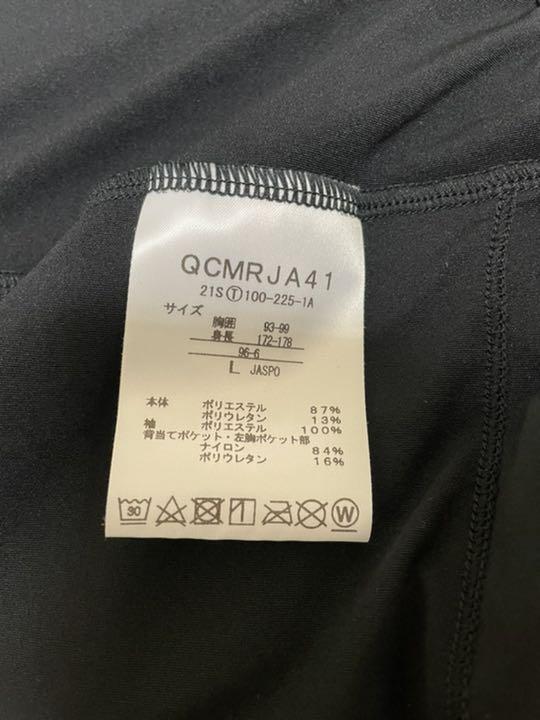 QCMRJA41
21SⓉ100-225-1A
サイズ
胸囲 93-99
身長 172-178
96-6
L JASPO
本体 ポリエステル 87%
ポリウレタン 13%
袖 ポリエステル 100%
背当てポケット・左胸ポケット部
ナイロン 84%
ポリウレタン 16%
30 W